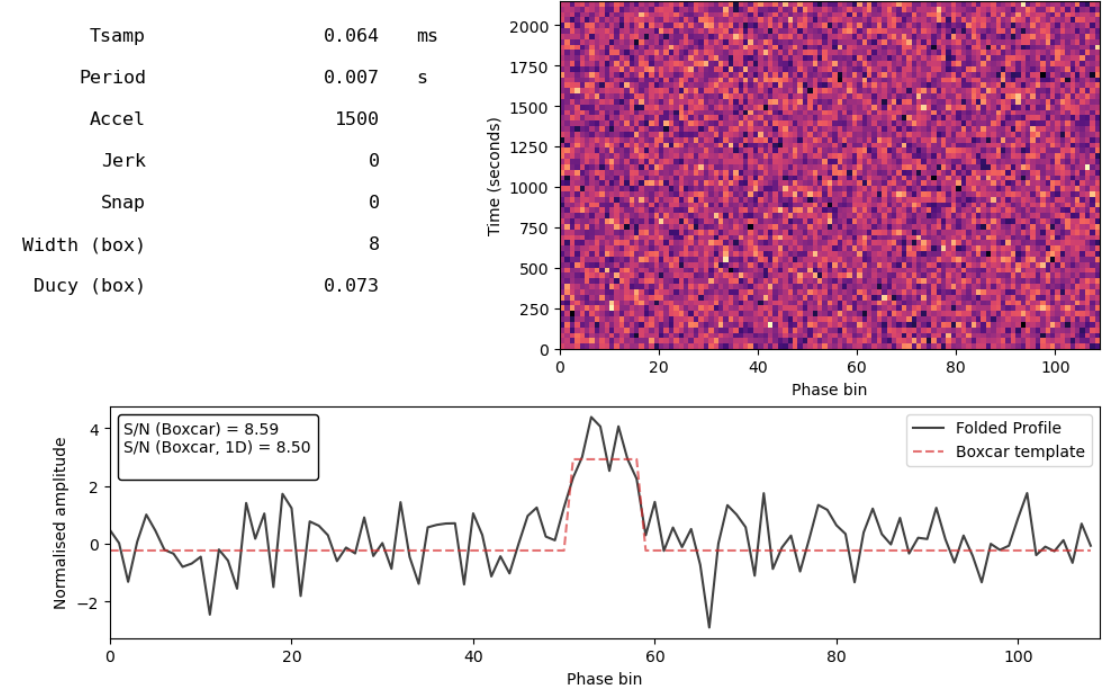 Tsamp 0.064 ms
Period 0.007 s
Accel 1500
Jerk 0
Snap 0
Width (box) 8
Ducy (box) 0.073
2000
1750
1500
1250
1000
750
500
250
0
Time (seconds)
0 20 40 60 80 100
Phase bin
S/N (Boxcar) = 8.59
S/N (Boxcar, 1D) = 8.50
Folded Profile
Boxcar template
4
2
0
−2
Normalised amplitude
0 20 40 60 80 100
Phase bin